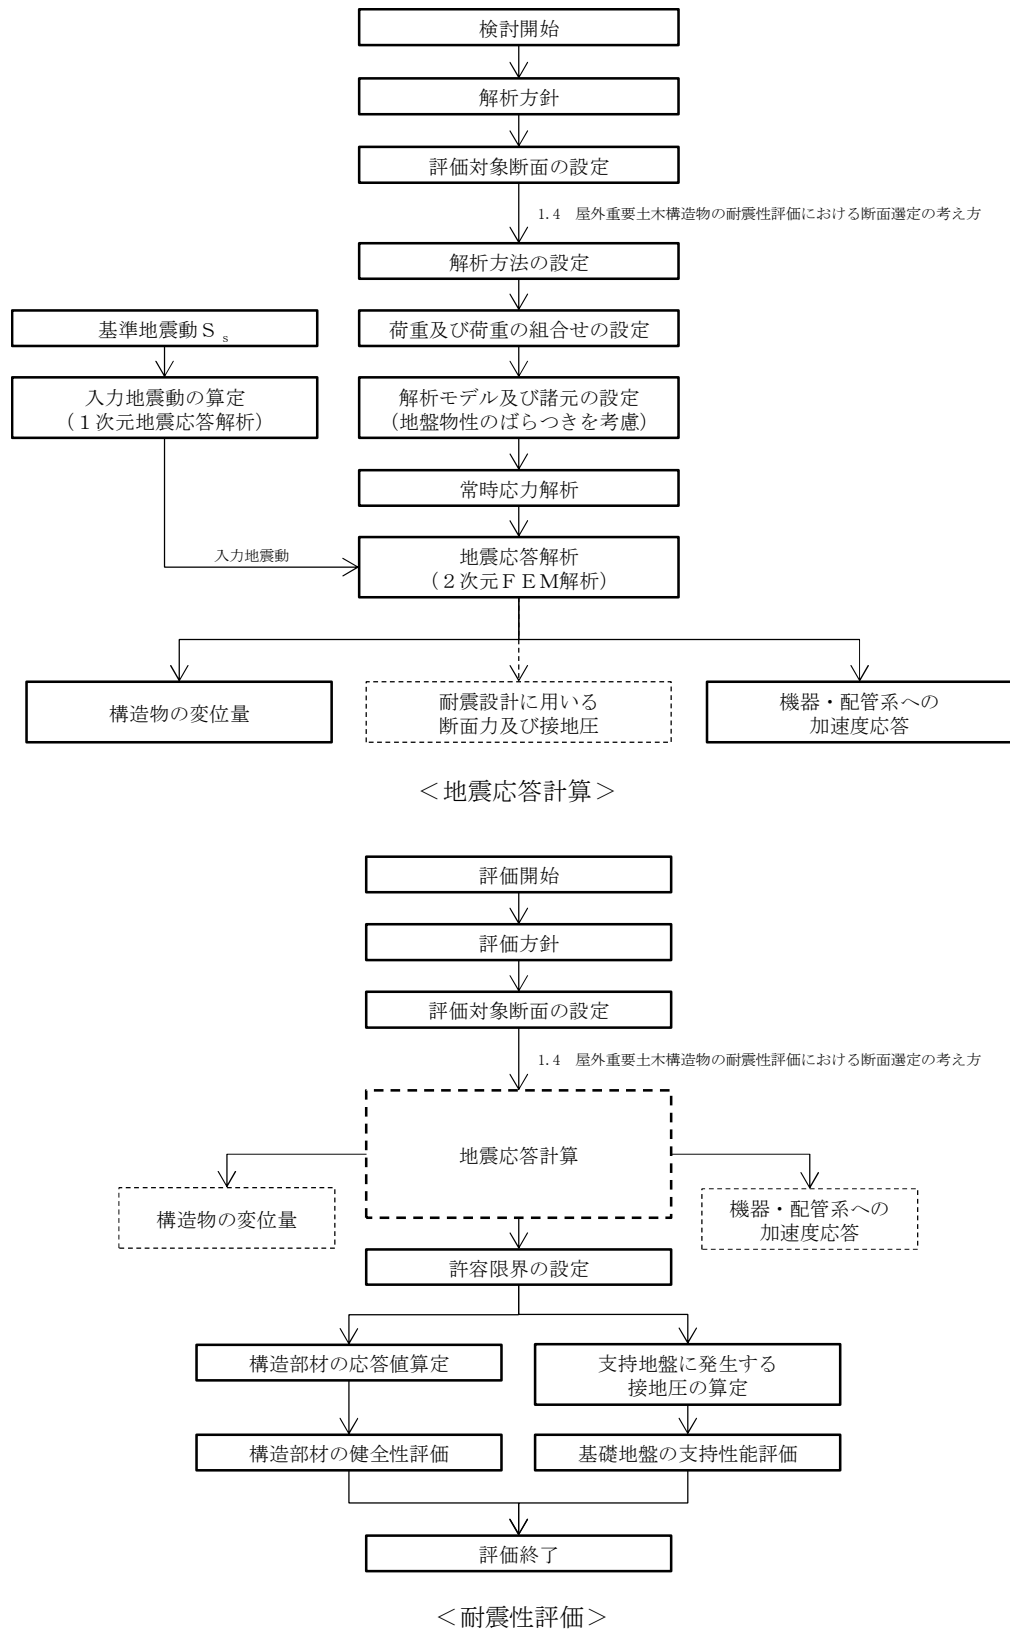 検討開始
解析方針
評価対象断面の設定
1.4 屋外重要土木構造物の耐震性評価における断面選定の考え方
解析方法の設定
基準地震動Ss
荷重及び荷重の組合せの設定
入力地震動の算定
（１次元地震応答解析）
解析モデル及び諸元の設定
（地盤物性のばらつきを考慮）
常時応力解析
入力地震動
地震応答解析
（２次元ＦＥＭ解析）
構造物の変位量
耐震設計に用いる
断面力及び接地圧
機器・配管系への
加速度応答
＜地震応答計算＞
評価開始
評価方針
評価対象断面の設定
1.4 屋外重要土木構造物の耐震性評価における断面選定の考え方
地震応答計算
構造物の変位量
機器・配管系への
加速度応答
許容限界の設定
構造部材の応答値算定
支持地盤に発生する
接地圧の算定
構造部材の健全性評価
基礎地盤の支持性能評価
評価終了
＜耐震性評価＞